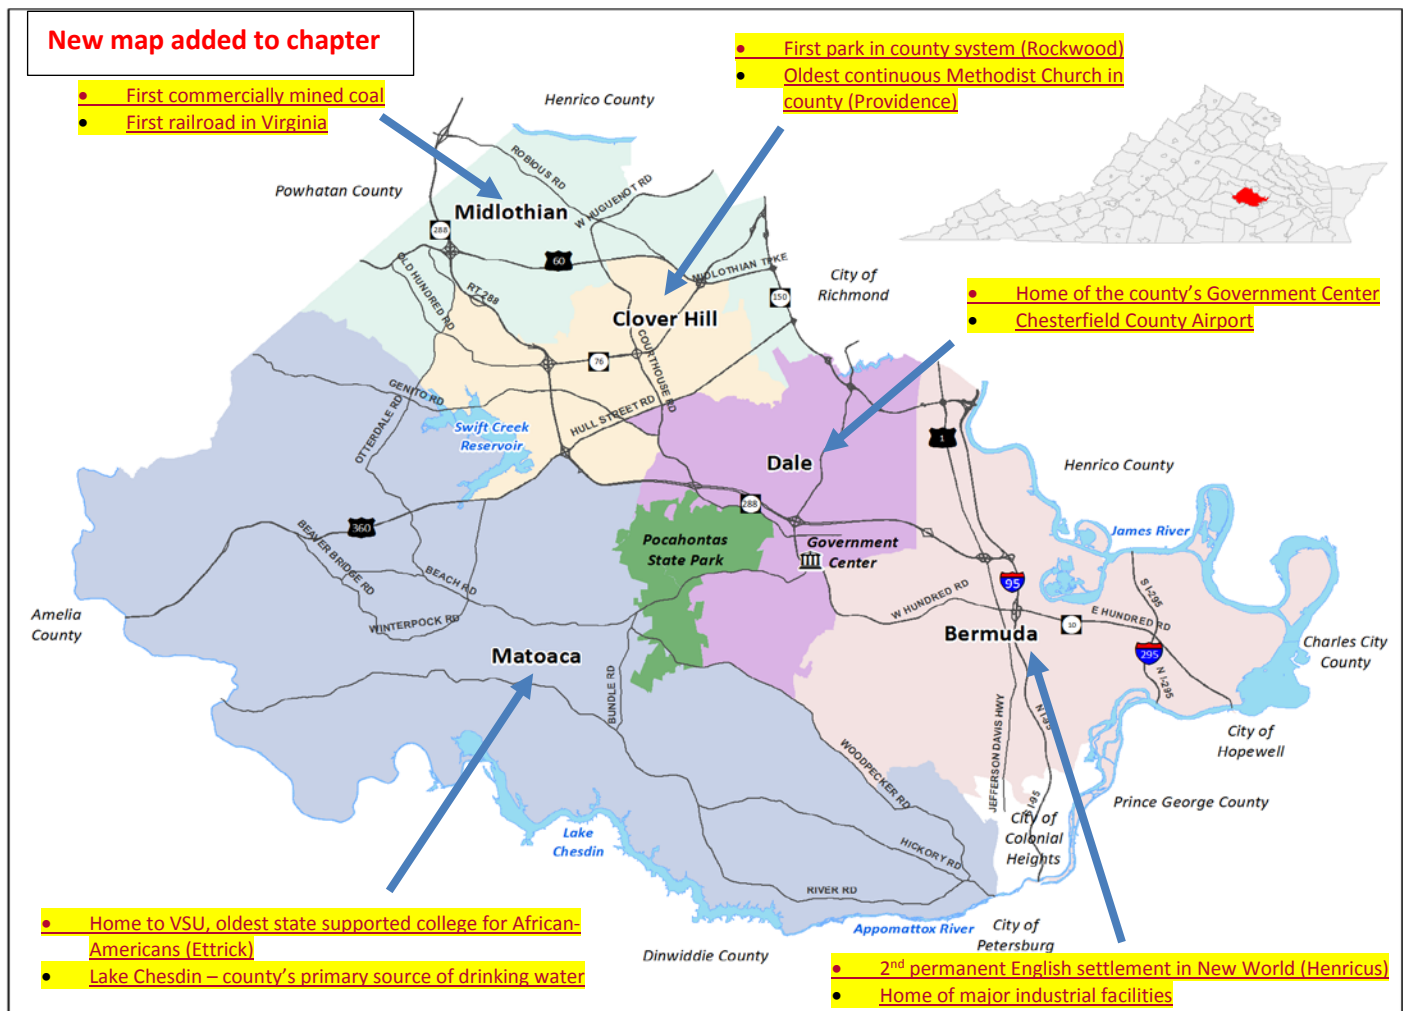 New map added to chapter
• First commercially mined coal
• First railroad in Virginia
• First park in county system (Rockwood)
• Oldest continuous Methodist Church in
county (Providence)
Henrico County
Powhatan County
ROBIOUS RD
W HUGUENOT RD
Midlothian
288
60
OLD HUNDRED RD
RT 288
MIDLOTHIAN TPKE
150
City of
Richmond
• Home of the county's Government Center
• Chesterfield County Airport
Clover Hill
76
COURTHOUSE RD
GENITO RD
OTTERDALE RD
HULL STREET RD
Swift Creek
Reservoir
1
Dale
Henrico County
288
360
Pocahontas
State Park
Government
Center
James River
BEAVER BRIDGE RD
BEACH RD
WINTERPOCK RD
95
W HUNDRED RD
S I-295
E HUNDRED RD
10
Bermuda
295
N I-295
Amelia
County
Charles City
County
Matoaca
BUNDLE RD
N I-95
JEFFERSON DAVIS HWY
City of
Hopewell
WOODPECKER RD
Prince George County
S I-95
City of
Colonial
Heights
Lake
Chesdin
HICKORY RD
RIVER RD
Appomattox River
City of
Petersburg
Dinwiddie County
• Home to VSU, oldest state supported college for African-
Americans (Ettrick)
• Lake Chesdin – county's primary source of drinking water
• 2nd permanent English settlement in New World (Henricus)
• Home of major industrial facilities